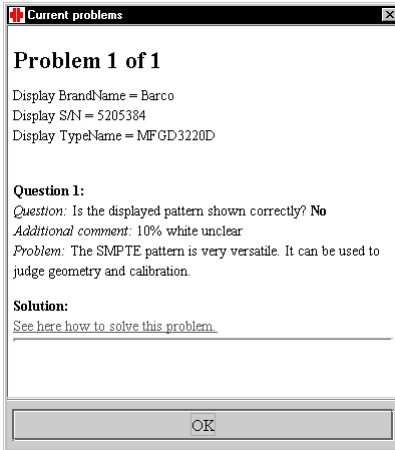 Current problems
Problem 1 of 1
Display BrandName = Barco
Display S/N = 5205384
Display TypeName = MFGD3220D
Question 1:
Question: Is the displayed pattern shown correctly? No
Additional comment: 10% white unclear
Problem: The SMPTE pattern is very versatile. It can be used to
judge geometry and calibration.
Solution:
See here how to solve this problem.
OK